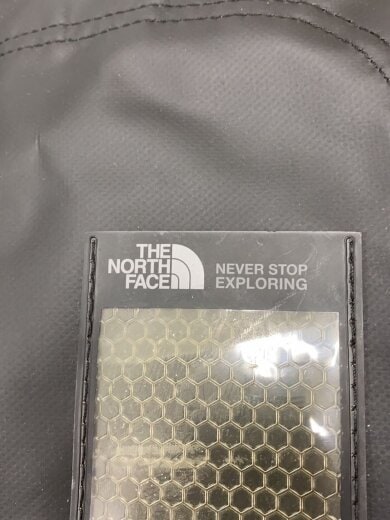 THE
NORTH
FACE
NEVER STOP
EXPLORING